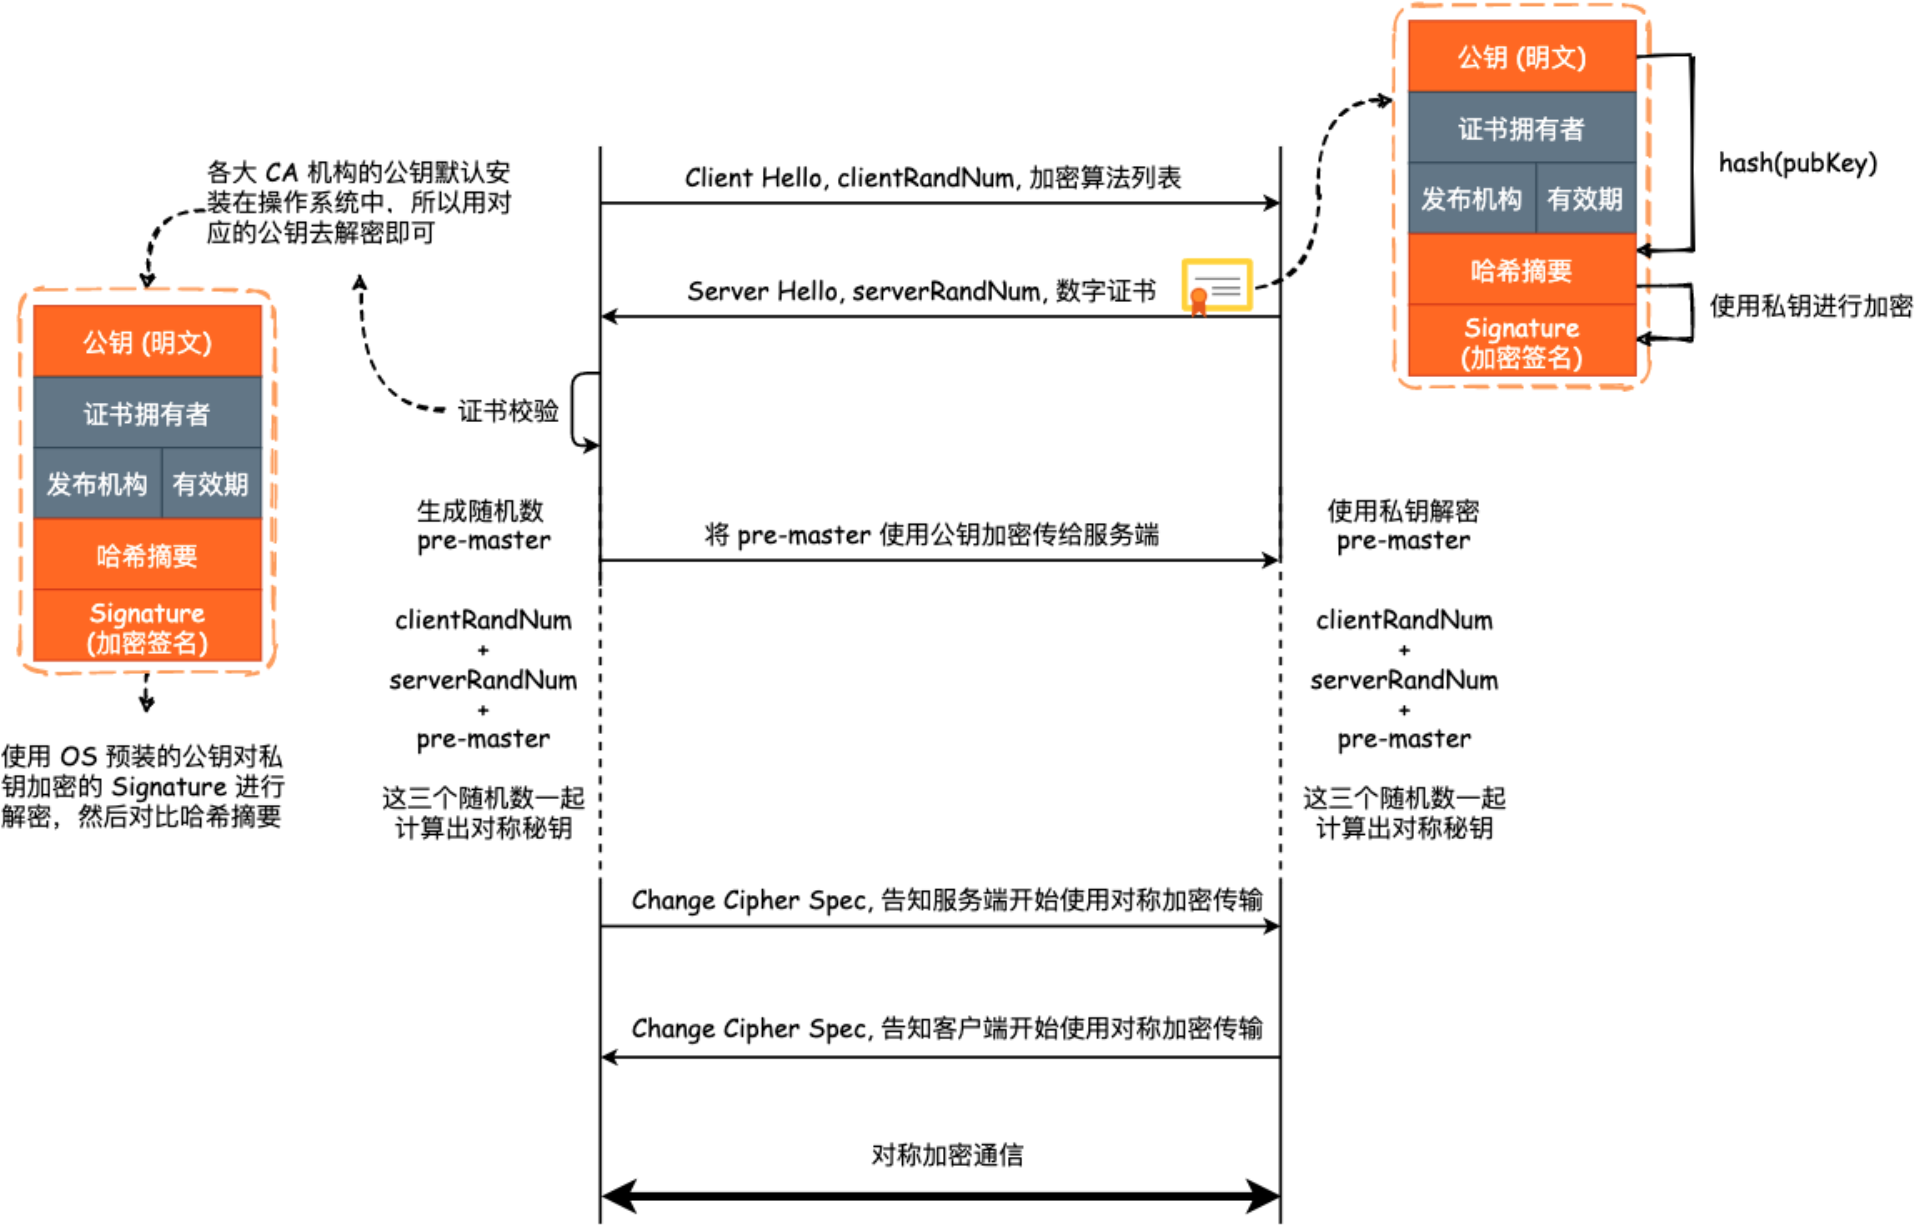 公钥 (明文)
证书拥有者
发布机构
有效期
哈希摘要
Signature
(加密签名)
hash(pubKey)
使用私钥进行加密
各大 CA 机构的公钥默认安
装在操作系统中，所以用对
应的公钥去解密即可
Client Hello, clientRandNum, 加密算法列表
Server Hello, serverRandNum, 数字证书
证书校验
公钥 (明文)
证书拥有者
发布机构
有效期
哈希摘要
Signature
(加密签名)
使用 OS 预装的公钥对私
钥加密的 Signature 进行
解密，然后对比哈希摘要
生成随机数
pre-master
将 pre-master 使用公钥加密传给服务端
使用私钥解密
pre-master
clientRandNum
+
serverRandNum
+
pre-master
这三个随机数一起
计算出对称秘钥
clientRandNum
+
serverRandNum
+
pre-master
这三个随机数一起
计算出对称秘钥
Change Cipher Spec, 告知服务端开始使用对称加密传输
Change Cipher Spec, 告知客户端开始使用对称加密传输
对称加密通信